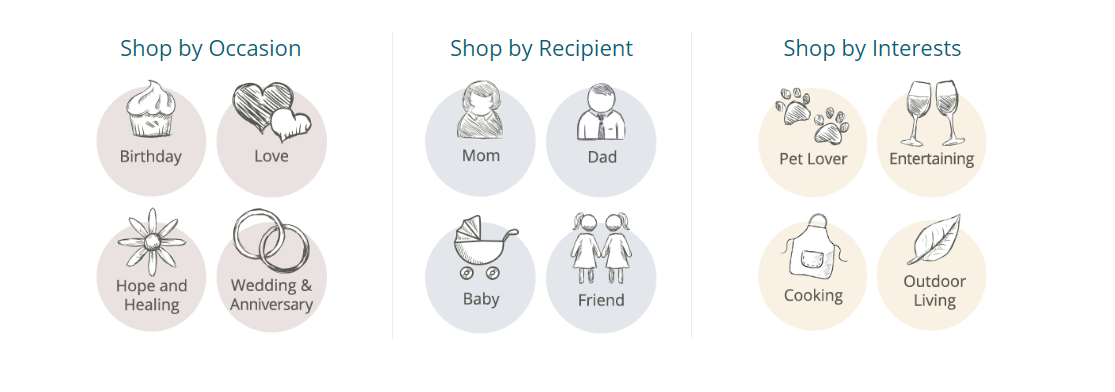 Shop by Occasion
Birthday
Love
Hope and
Healing
Wedding &
Anniversary
Shop by Recipient
Mom
Dad
Baby
Friend
Shop by Interests
Pet Lover
Entertaining
Cooking
Outdoor
Living